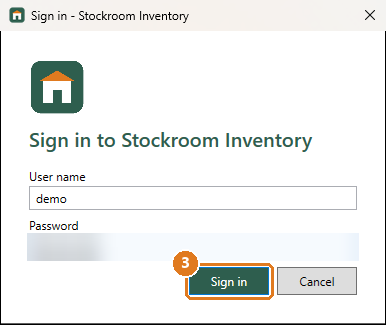 Sign in - Stockroom Inventory
Sign in to Stockroom Inventory
User name
demo
Password
3
Sign in
Cancel